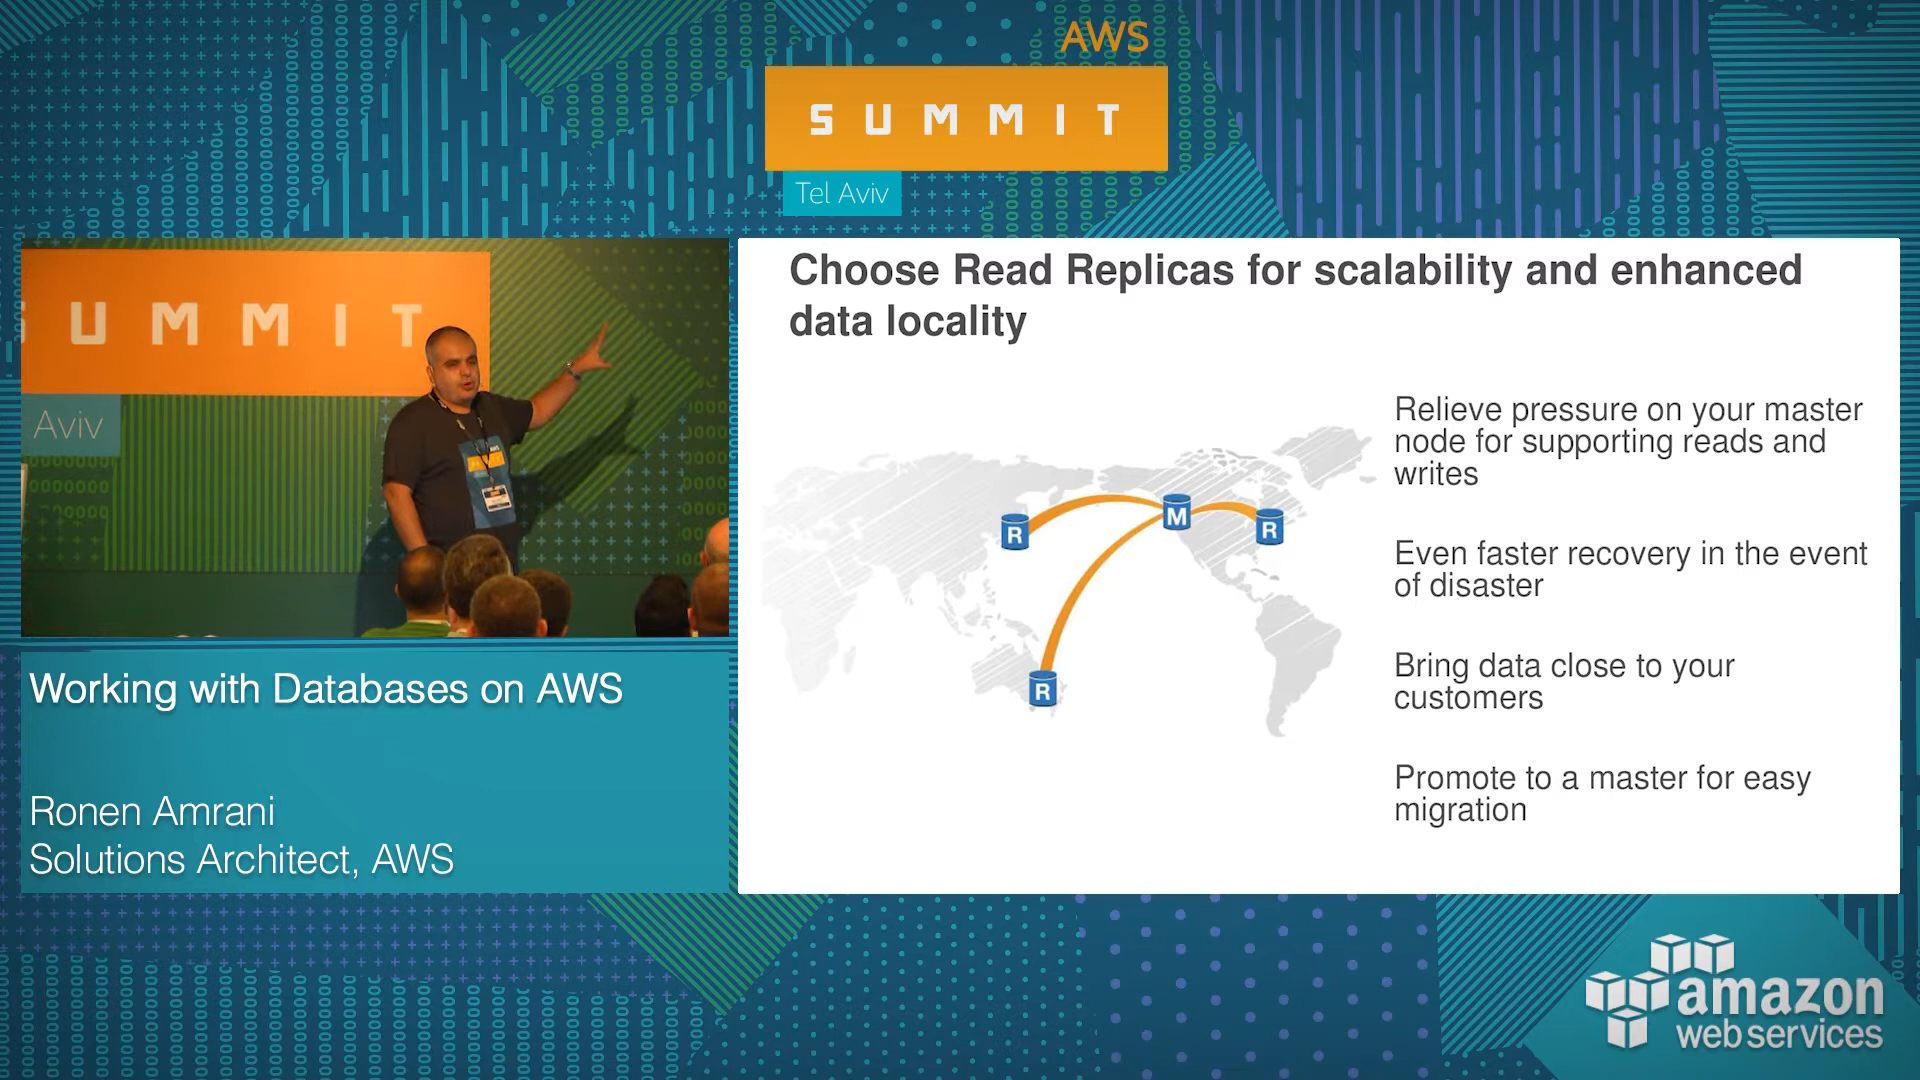 AWS
SUMMIT
Tel Aviv
UMMIT
Aviv
Choose Read Replicas for scalability and enhanced
data locality
R
M
R
R
Relieve pressure on your master
node for supporting reads and
writes
Even faster recovery in the event
of disaster
Bring data close to your
customers
Promote to a master for easy
migration
Working with Databases on AWS
Ronen Amrani
Solutions Architect, AWS
amazon
web services